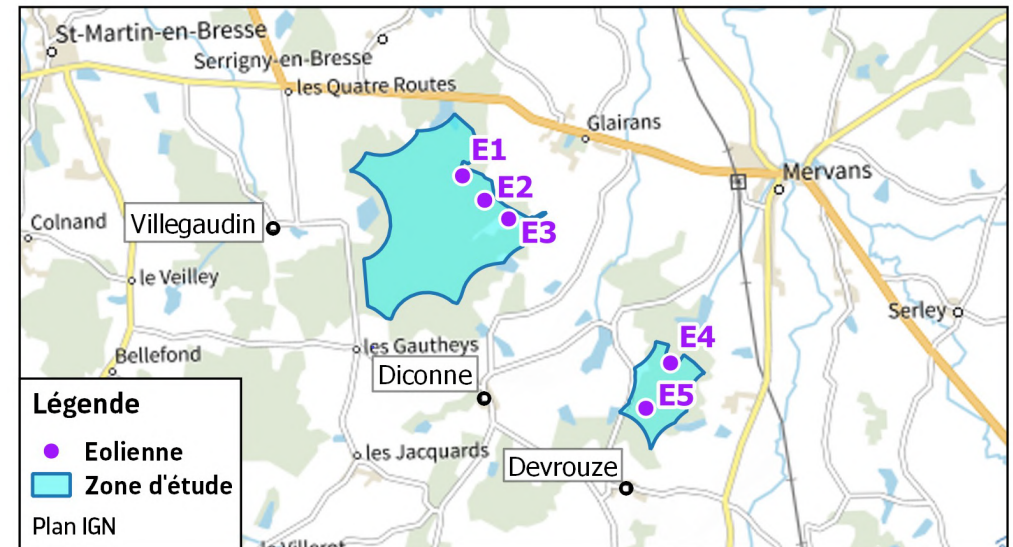 St-Martin-en-Bresse
Serrigny-en-Bresse
les Quatre Routes
Glairans
E1
Mervans
E2
Villegaudin
Colnand
E3
le Veilley
Serley
E4
les Gautheys
Bellefond
Diconne
E5
Légende
Eolienne
les Jacquards
Devrouze
Zone d'étude
Plan IGN